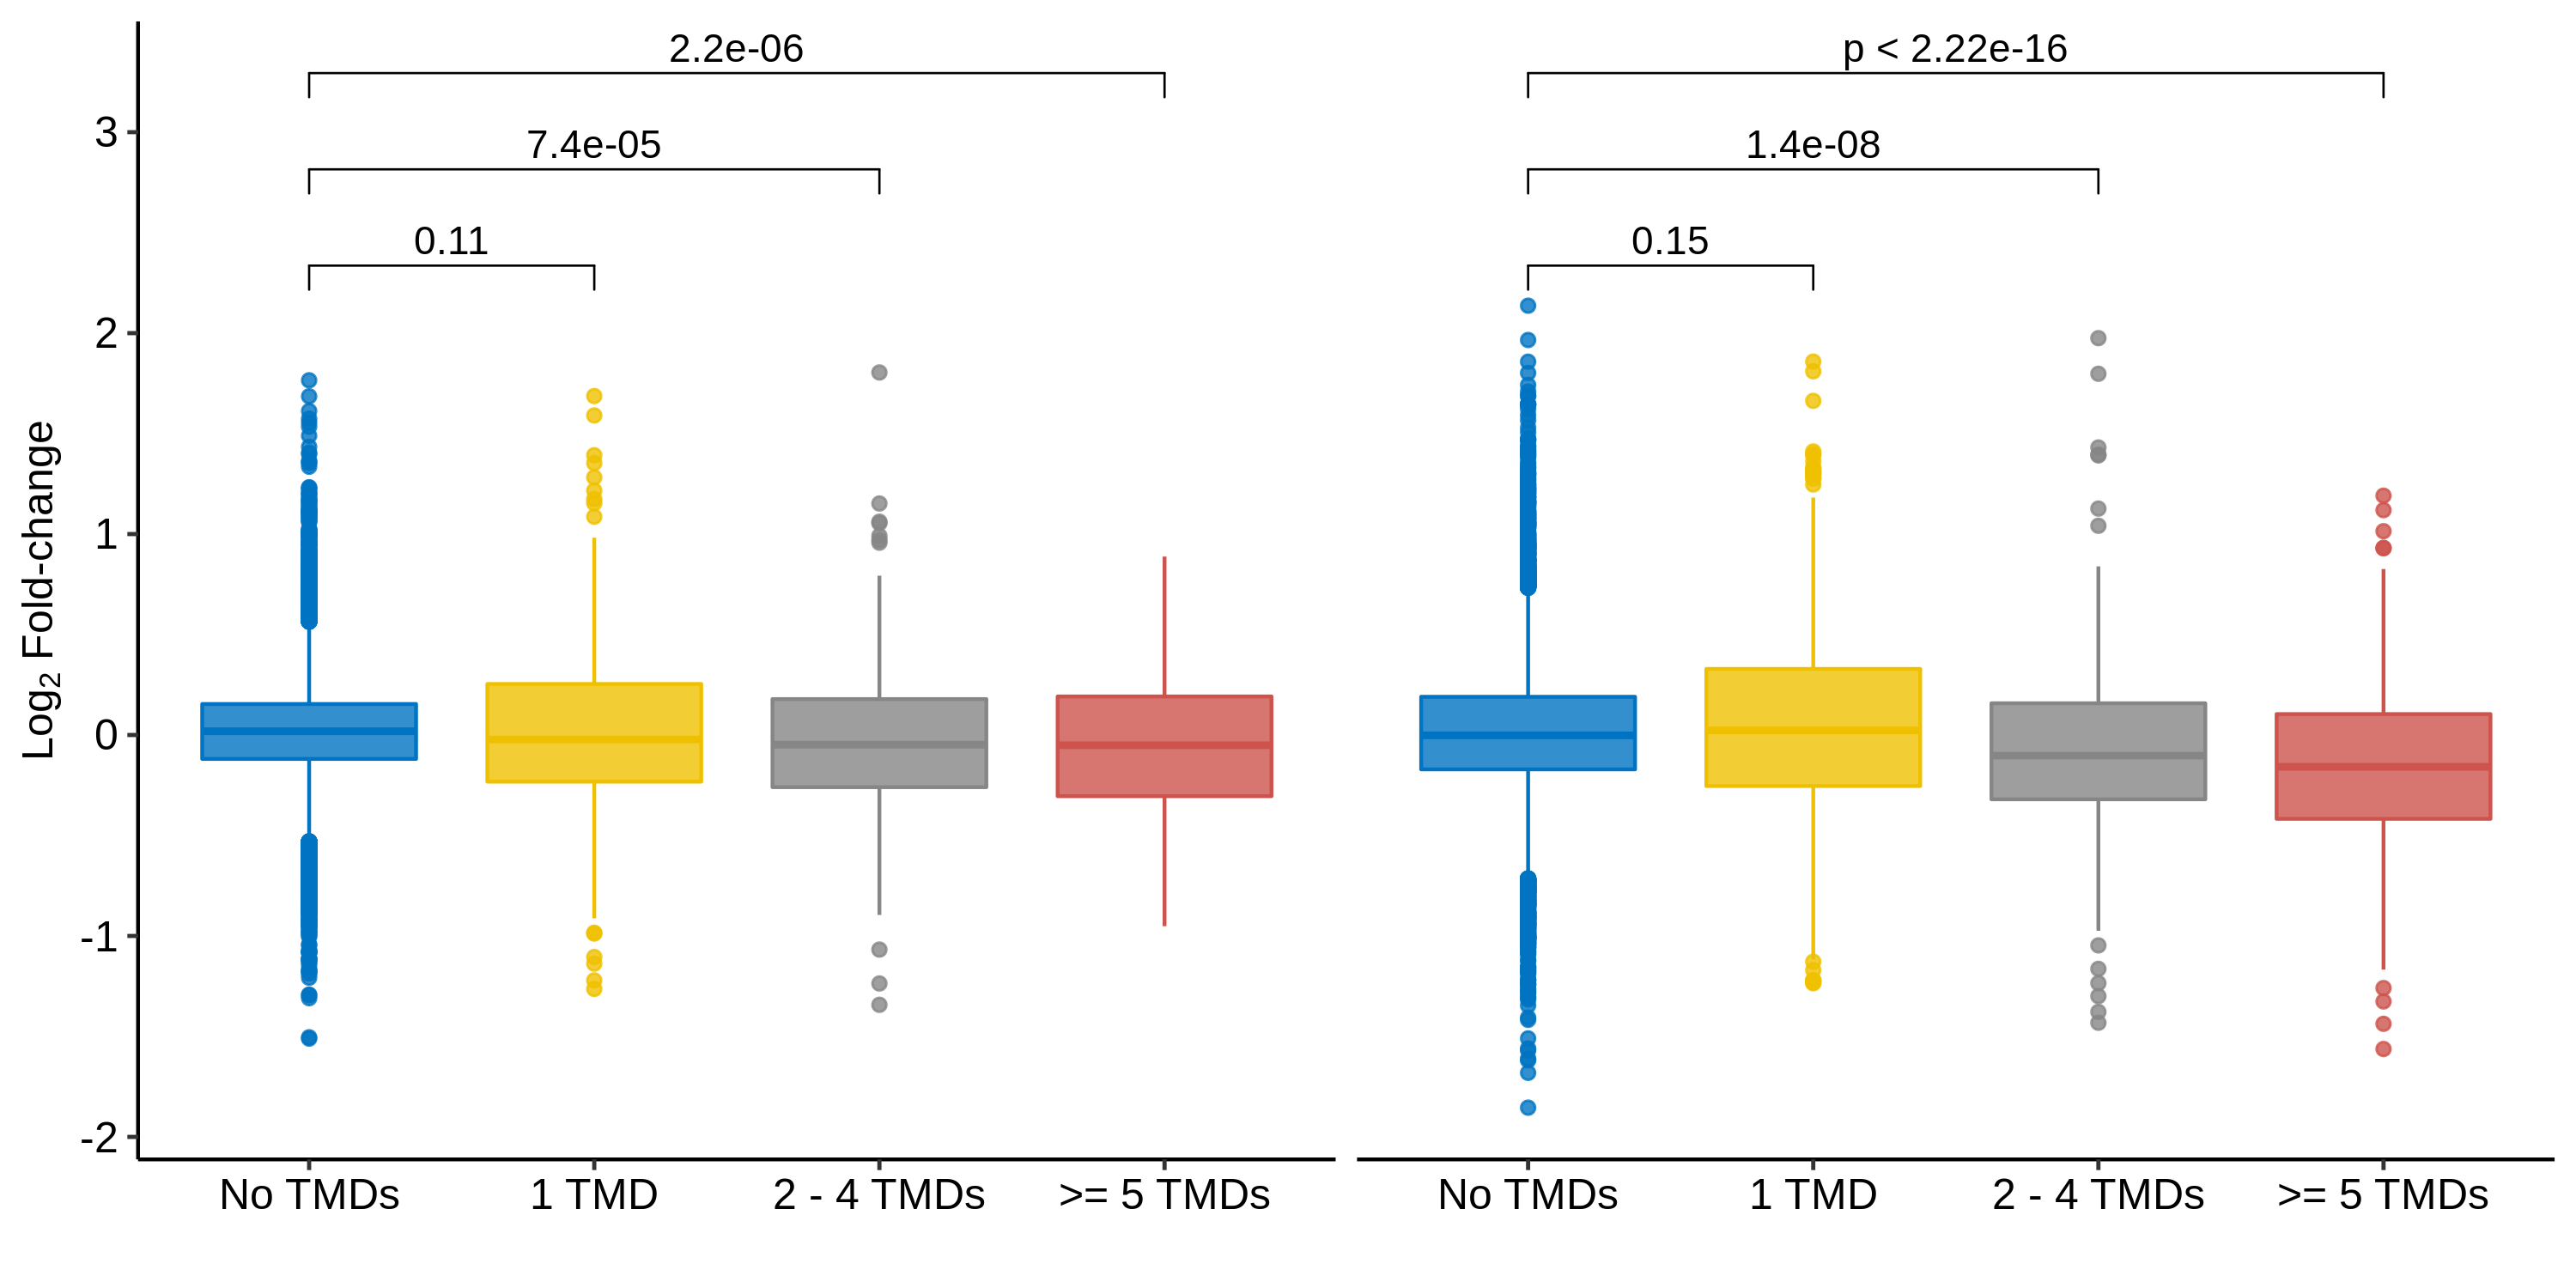 2.2e-06
7.4e-05
0.11
p < 2.22e-16
1.4e-08
0.15
Log2 Fold-change
3
2
1
0
-1
-2
No TMDs
1 TMD
2 - 4 TMDs
>= 5 TMDs
No TMDs
1 TMD
2 - 4 TMDs
>= 5 TMDs